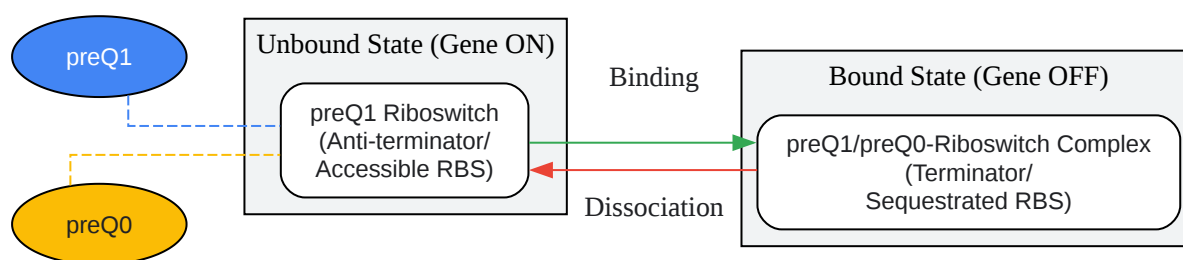 preQ1
preQ0
Unbound State (Gene ON)
preQ1 Riboswitch
(Anti-terminator/
Accessible RBS)
Binding
Dissociation
Bound State (Gene OFF)
preQ1/preQ0-Riboswitch Complex
(Terminator/
Sequestrated RBS)